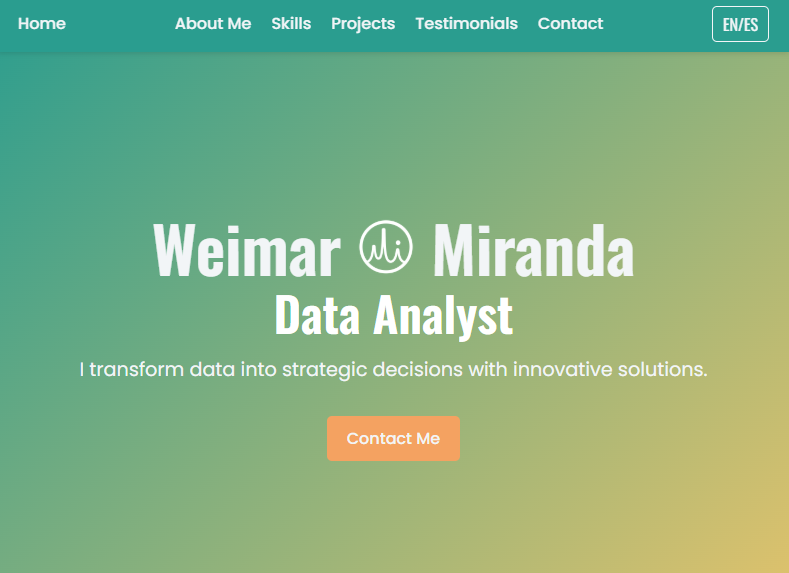 Home About Me Skills Projects Testimonials Contact EN/ES
Weimar Miranda
Data Analyst
I transform data into strategic decisions with innovative solutions.
Contact Me